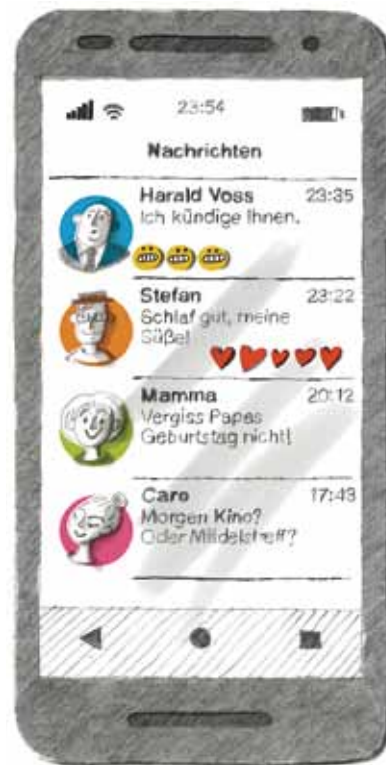 23:54
Nachrichten
Harald Voss 23:35
Ich kündige Ihnen.
Stefan 23:22
Schlaf gut, meine
Süße!
Mamma 20:12
Vergiss Papas
Geburtstag nicht!
Caro 17:43
Morgen Kino?
Oder